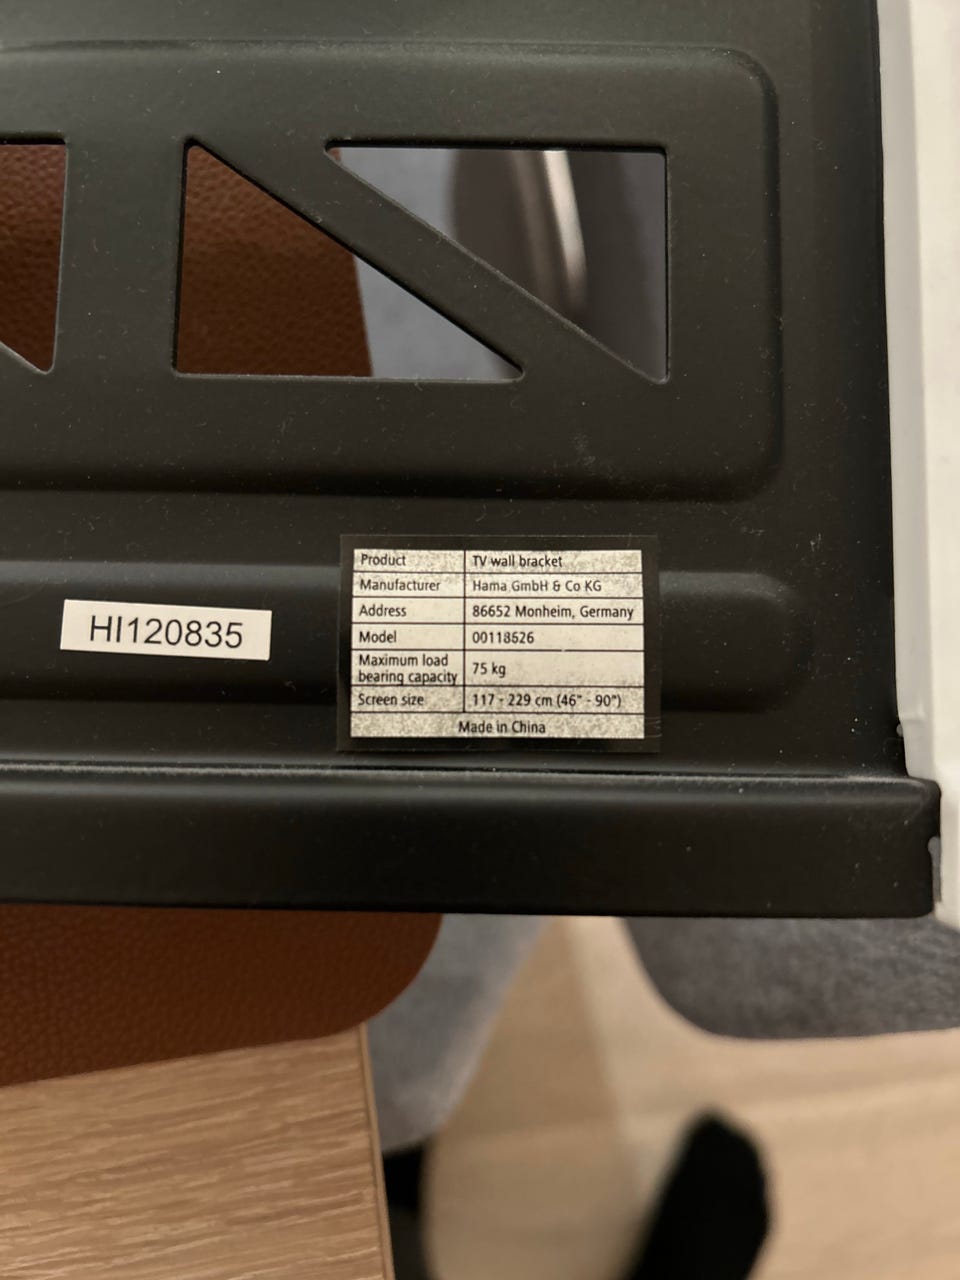 HI120835
Product TV wall bracket
Manufacturer Hama GmbH & Co KG
Address 86652 Monheim, Germany
Model 00118626
Maximum load
bearing capacity 75 kg
Screen size 117 - 229 cm (46" - 90")
Made in China